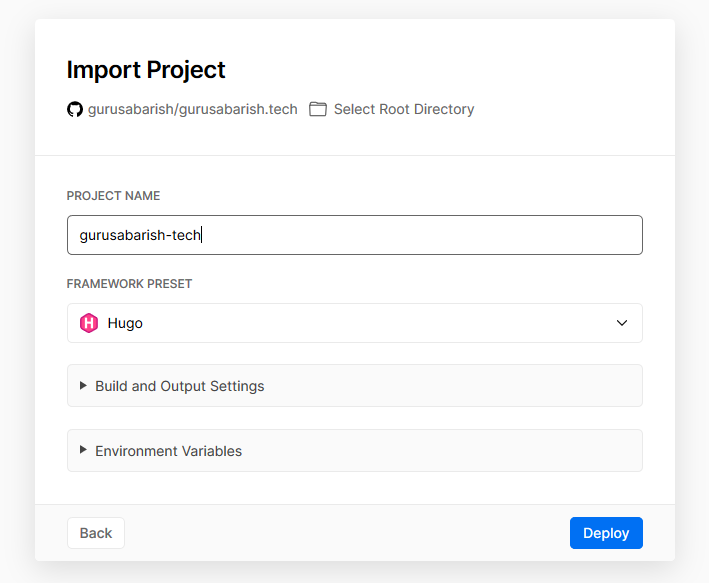 Import Project
gurusabarish/gurusabarish.tech Select Root Directory
PROJECT NAME
gurusabarish-tech
FRAMEWORK PRESET
H Hugo
Build and Output Settings
Environment Variables
Back Deploy